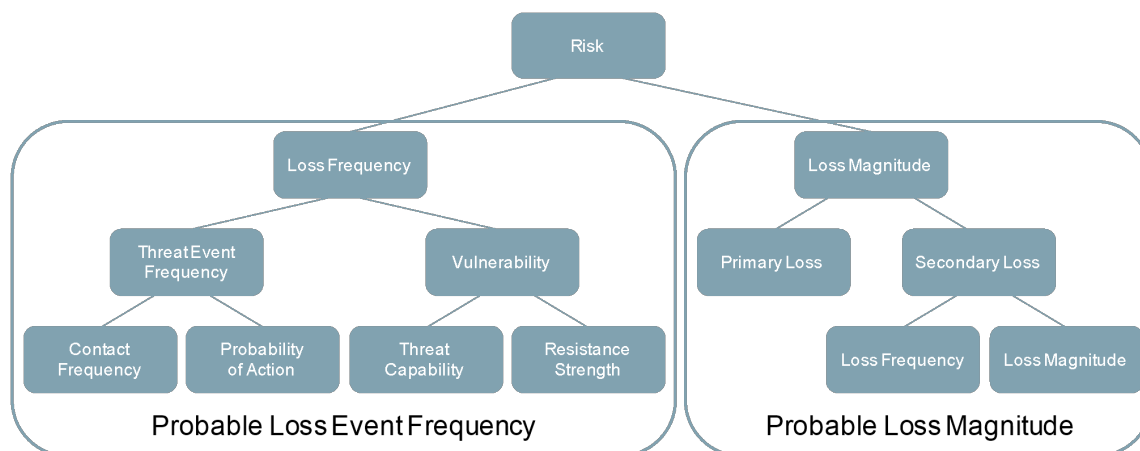 Risk
Loss Frequency
Loss Magnitude
Threat Event
Frequency
Vulnerability
Primary Loss
Secondary Loss
Contact
Frequency
Probability
of Action
Threat
Capability
Resistance
Strength
Loss Frequency
Loss Magnitude
Probable Loss Event Frequency
Probable Loss Magnitude